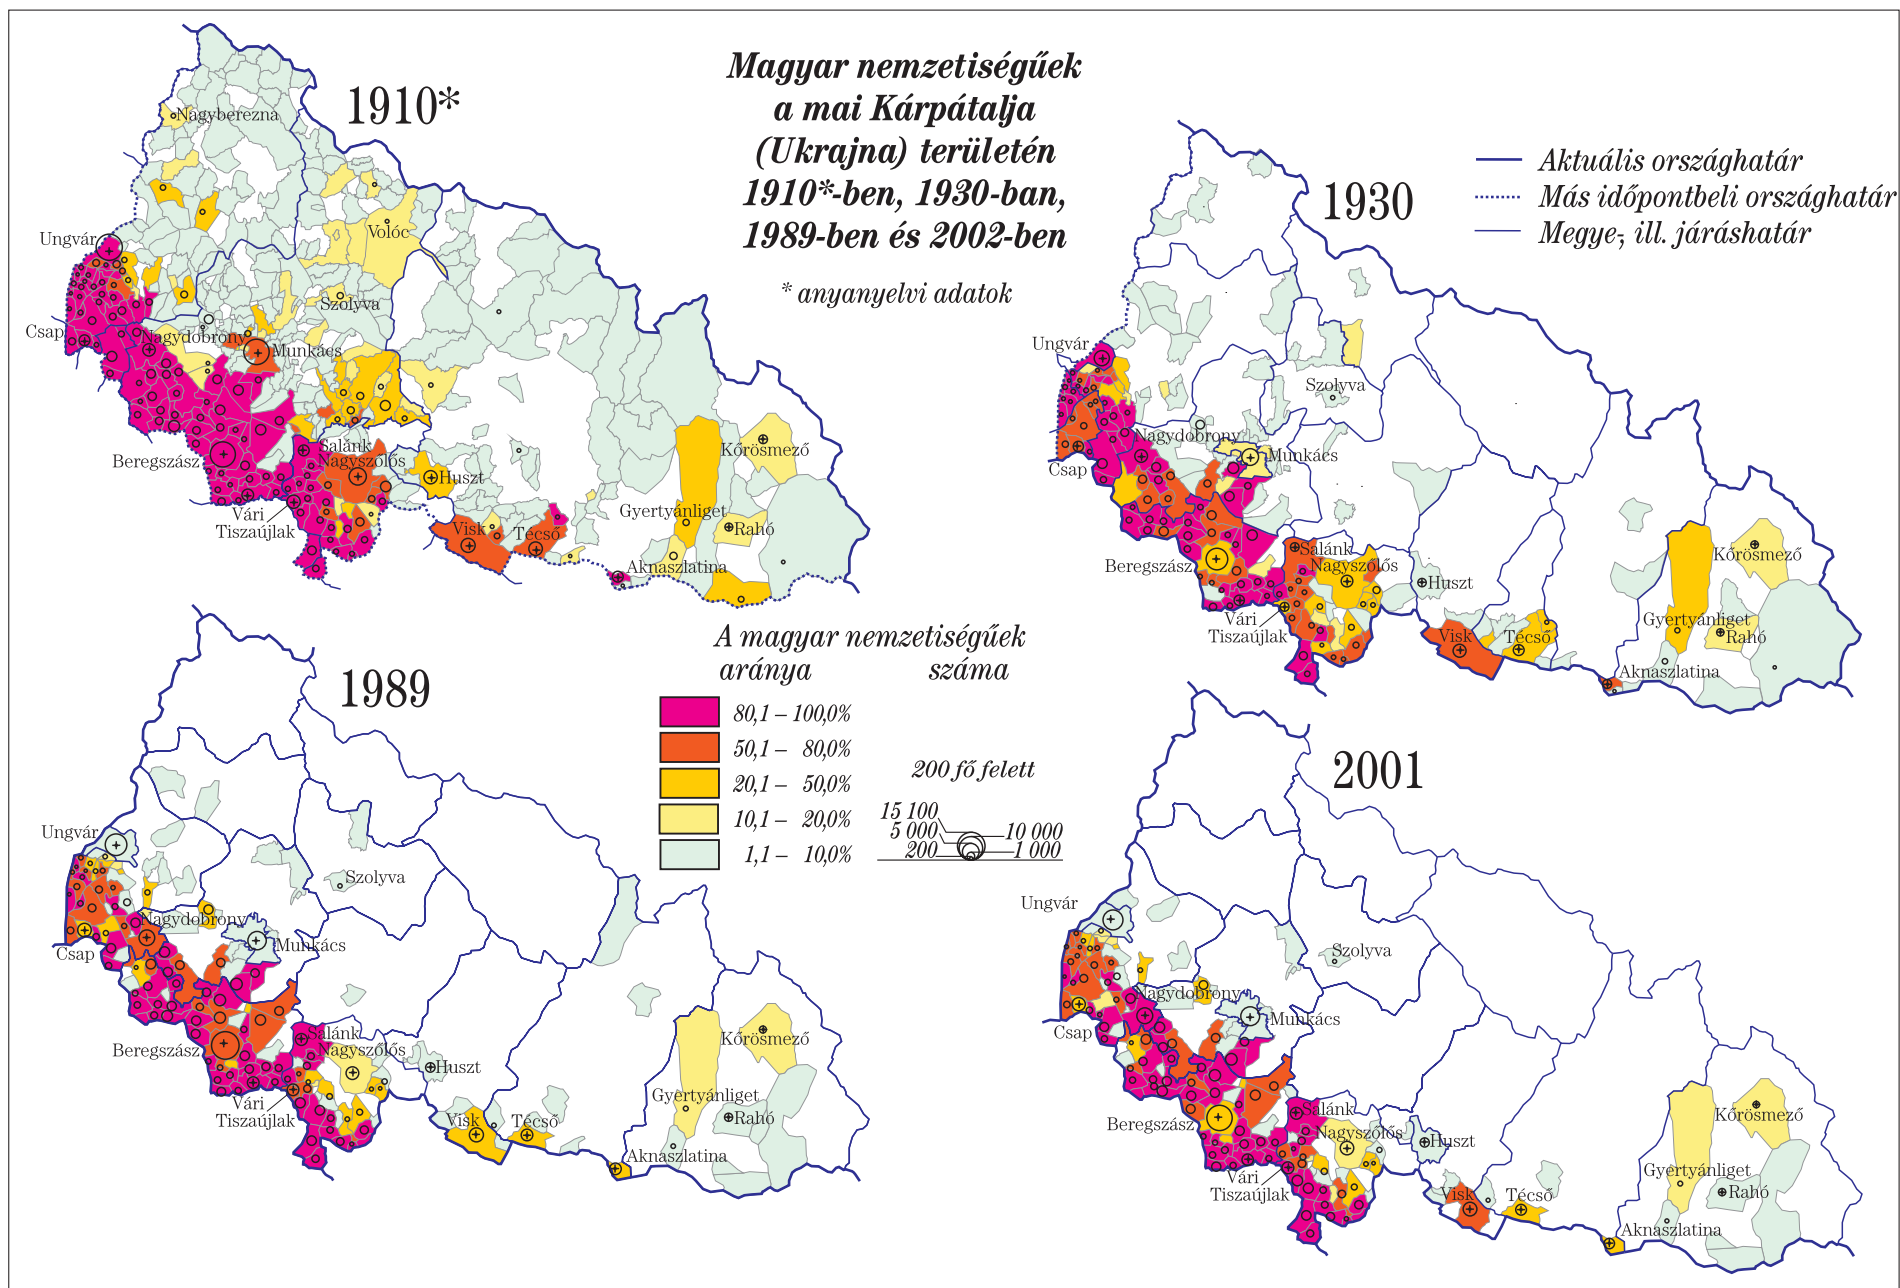 Magyar nemzetiségűek
a mai Kárpátalja
(Ukrajna) területén
1910*-ben, 1930-ban,
1989-ben és 2002-ben
* anyanyelvi adatok
Aktuális országhatár
Más időpontbeli országhatár
Megye-, ill. járáshatár
1910*
Nagyberezna
Volóc
Ungvár
Szolyva
Csap
Nagydobrony
Munkács
Salánk
Kőrösmező
Beregszász
Nagyszőlős
Huszt
Vári
Gyertyánliget
Tiszaújlak
Visk
Técső
Rahó
Aknaszlatina
1930
Ungvár
Szolyva
Nagydobrony
Csap
Munkács
Salánk
Kőrösmező
Beregszász
Nagyszőlős
Huszt
Vári
Gyertyánliget
Tiszaújlak
Visk
Técső
Rahó
Aknaszlatina
A magyar nemzetiségűek
aránya száma
80,1 – 100,0%
50,1 – 80,0%
20,1 – 50,0%
10,1 – 20,0%
1,1 – 10,0%
200 fő felett
15 100
5 000 10 000
200 1 000
1989
Ungvár
Szolyva
Nagydobrony
Csap
Munkács
Salánk
Kőrösmező
Beregszász
Nagyszőlős
Huszt
Vári
Gyertyánliget
Tiszaújlak
Visk
Técső
Rahó
Aknaszlatina
2001
Ungvár
Szolyva
Nagydobrony
Csap
Munkács
Salánk
Kőrösmező
Beregszász
Nagyszőlős
Huszt
Vári
Gyertyánliget
Tiszaújlak
Visk
Técső
Rahó
Aknaszlatina